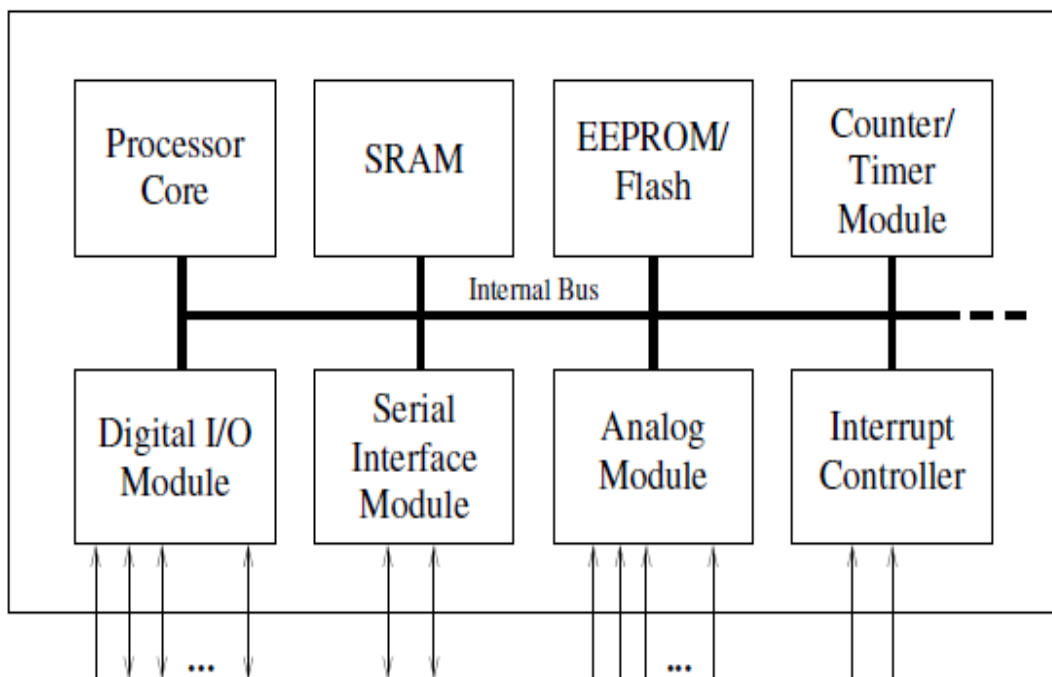 Processor
Core
SRAM
EEPROM/
Flash
Counter/
Timer
Module
Internal Bus
Digital I/O
Module
Serial
Interface
Module
Analog
Module
Interrupt
Controller
...
...